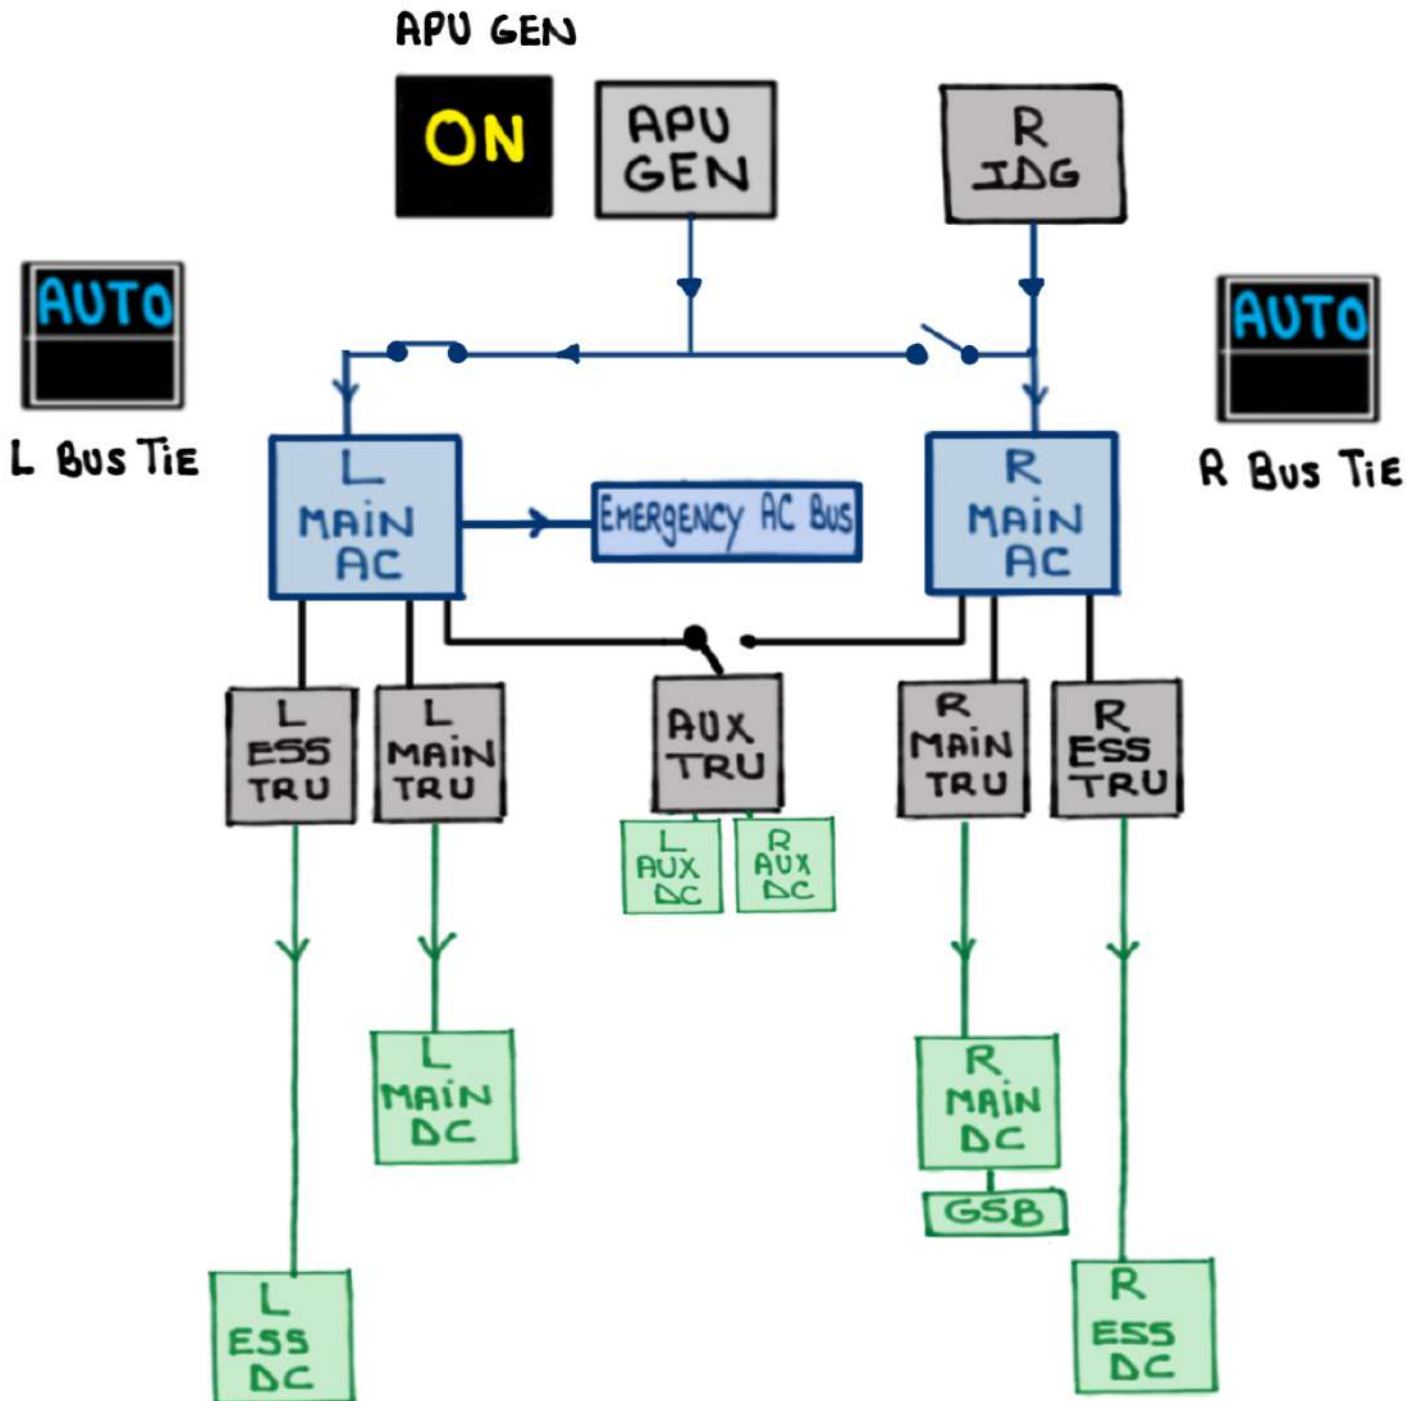 APU GEN
ON
APU
GEN
R
IDG
AUTO
L BUS TiE
AUTO
R BUS TiE
L
MAiN
AC
EMERgENCY AC BUS
R
MAiN
AC
L
ESS
TRU
L
MAiN
TRU
AUX
TRU
R
MAiN
TRU
R
ESS
TRU
L
AUX
DC
R
AUX
DC
L
MAiN
DC
R
MAiN
DC
GSB
L
ESS
DC
R
ESS
DC